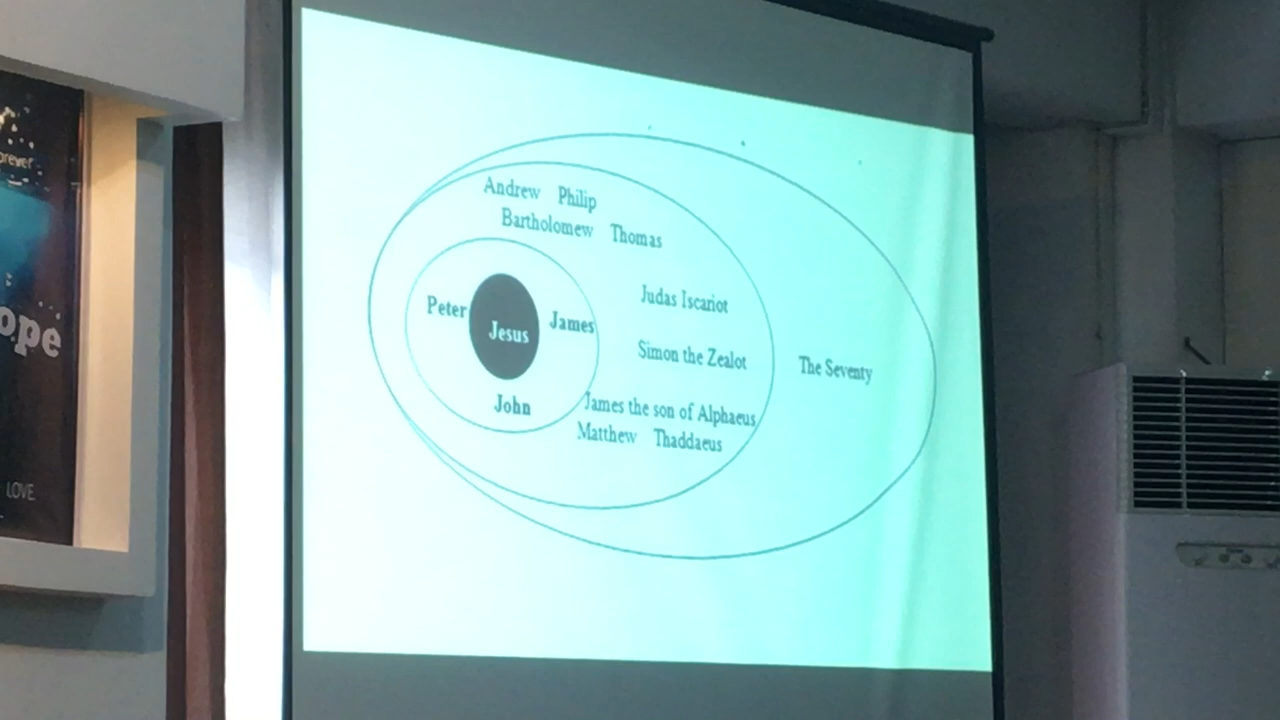 orever
ope
LOVE.
Andrew Philip
Bartholomew Thomas
Judas Iscariot
Peter
Jesus
James
Simon the Zealot
The Seventy
John
James the son of Alphaeus
Matthew Thaddaeus